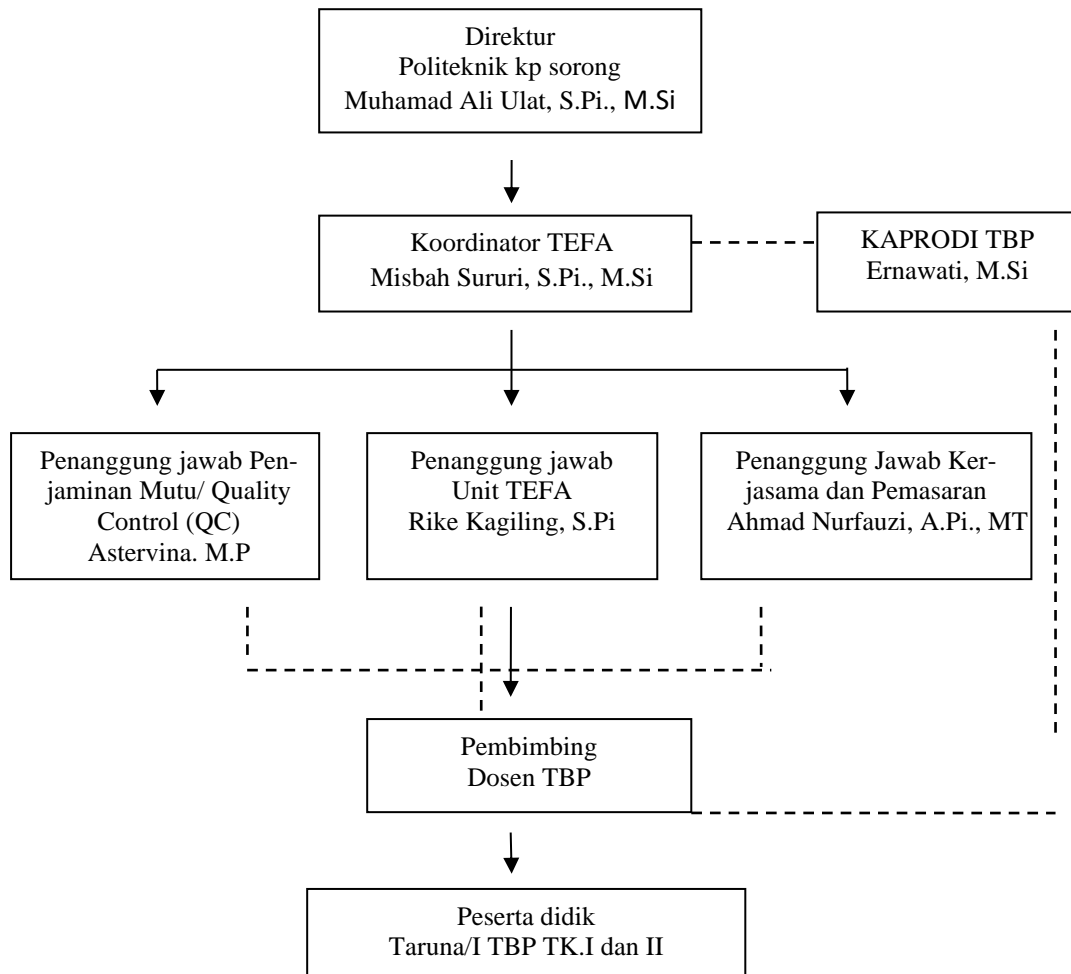 Direktur
Politeknik kp sorong
Muhamad Ali Ulat, S.Pi., M.Si
Koordinator TEFA
Misbah Sururi, S.Pi., M.Si
KAPRODI TBP
Ernawati, M.Si
Penanggung jawab Pen-
jaminan Mutu/ Quality
Control (QC)
Astervina. M.P
Penanggung jawab
Unit TEFA
Rike Kagiling, S.Pi
Penanggung Jawab Ker-
jasama dan Pemasaran
Ahmad Nurfauzi, A.Pi., MT
Pembimbing
Dosen TBP
Peserta didik
Taruna/I TBP TK.I dan II